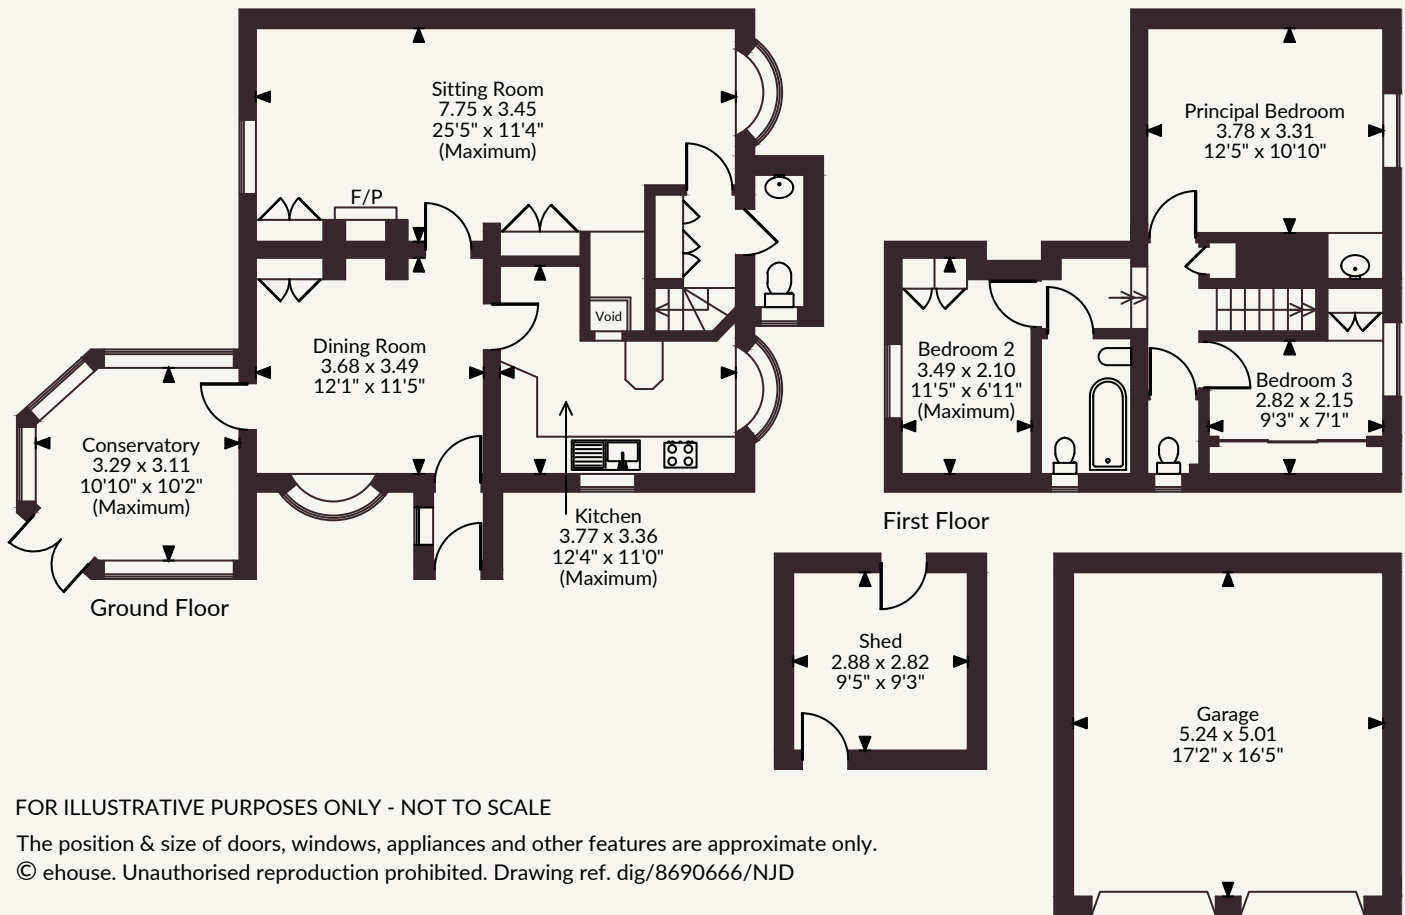 Sitting Room
7.75 x 3.45
25'5" x 11'4"
(Maximum)
F/P
Void
Dining Room
3.68 x 3.49
12'1" x 11'5"
Conservatory
3.29 x 3.11
10'10" x 10'2"
(Maximum)
Kitchen
3.77 x 3.36
12'4" x 11'0"
(Maximum)
Ground Floor
Principal Bedroom
3.78 x 3.31
12'5" x 10'10"
Bedroom 2
3.49 x 2.10
11'5" x 6'11"
(Maximum)
Bedroom 3
2.82 x 2.15
9'3" x 7'1"
First Floor
Shed
2.88 x 2.82
9'5" x 9'3"
Garage
5.24 x 5.01
17'2" x 16'5"
FOR ILLUSTRATIVE PURPOSES ONLY - NOT TO SCALE
The position & size of doors, windows, appliances and other features are approximate only.
© ehouse. Unauthorised reproduction prohibited. Drawing ref. dig/8690666/NJD